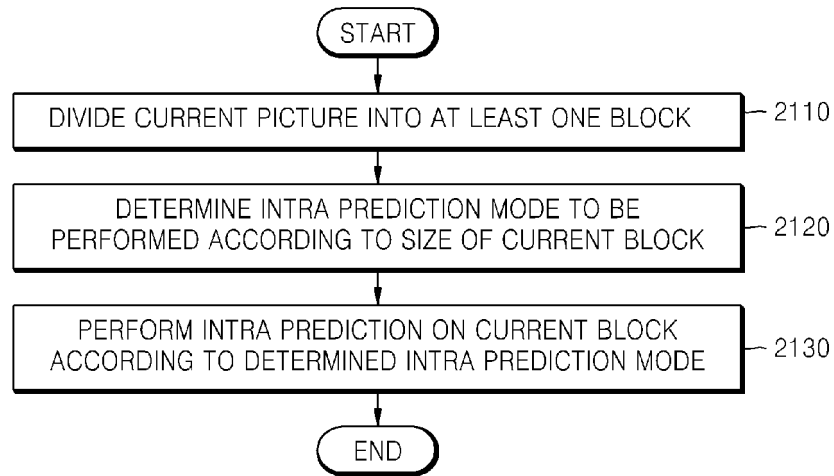 START
DIVIDE CURRENT PICTURE INTO AT LEAST ONE BLOCK
2110
DETERMINE INTRA PREDICTION MODE TO BE
PERFORMED ACCORDING TO SIZE OF CURRENT BLOCK
2120
PERFORM INTRA PREDICTION ON CURRENT BLOCK
ACCORDING TO DETERMINED INTRA PREDICTION MODE
2130
END